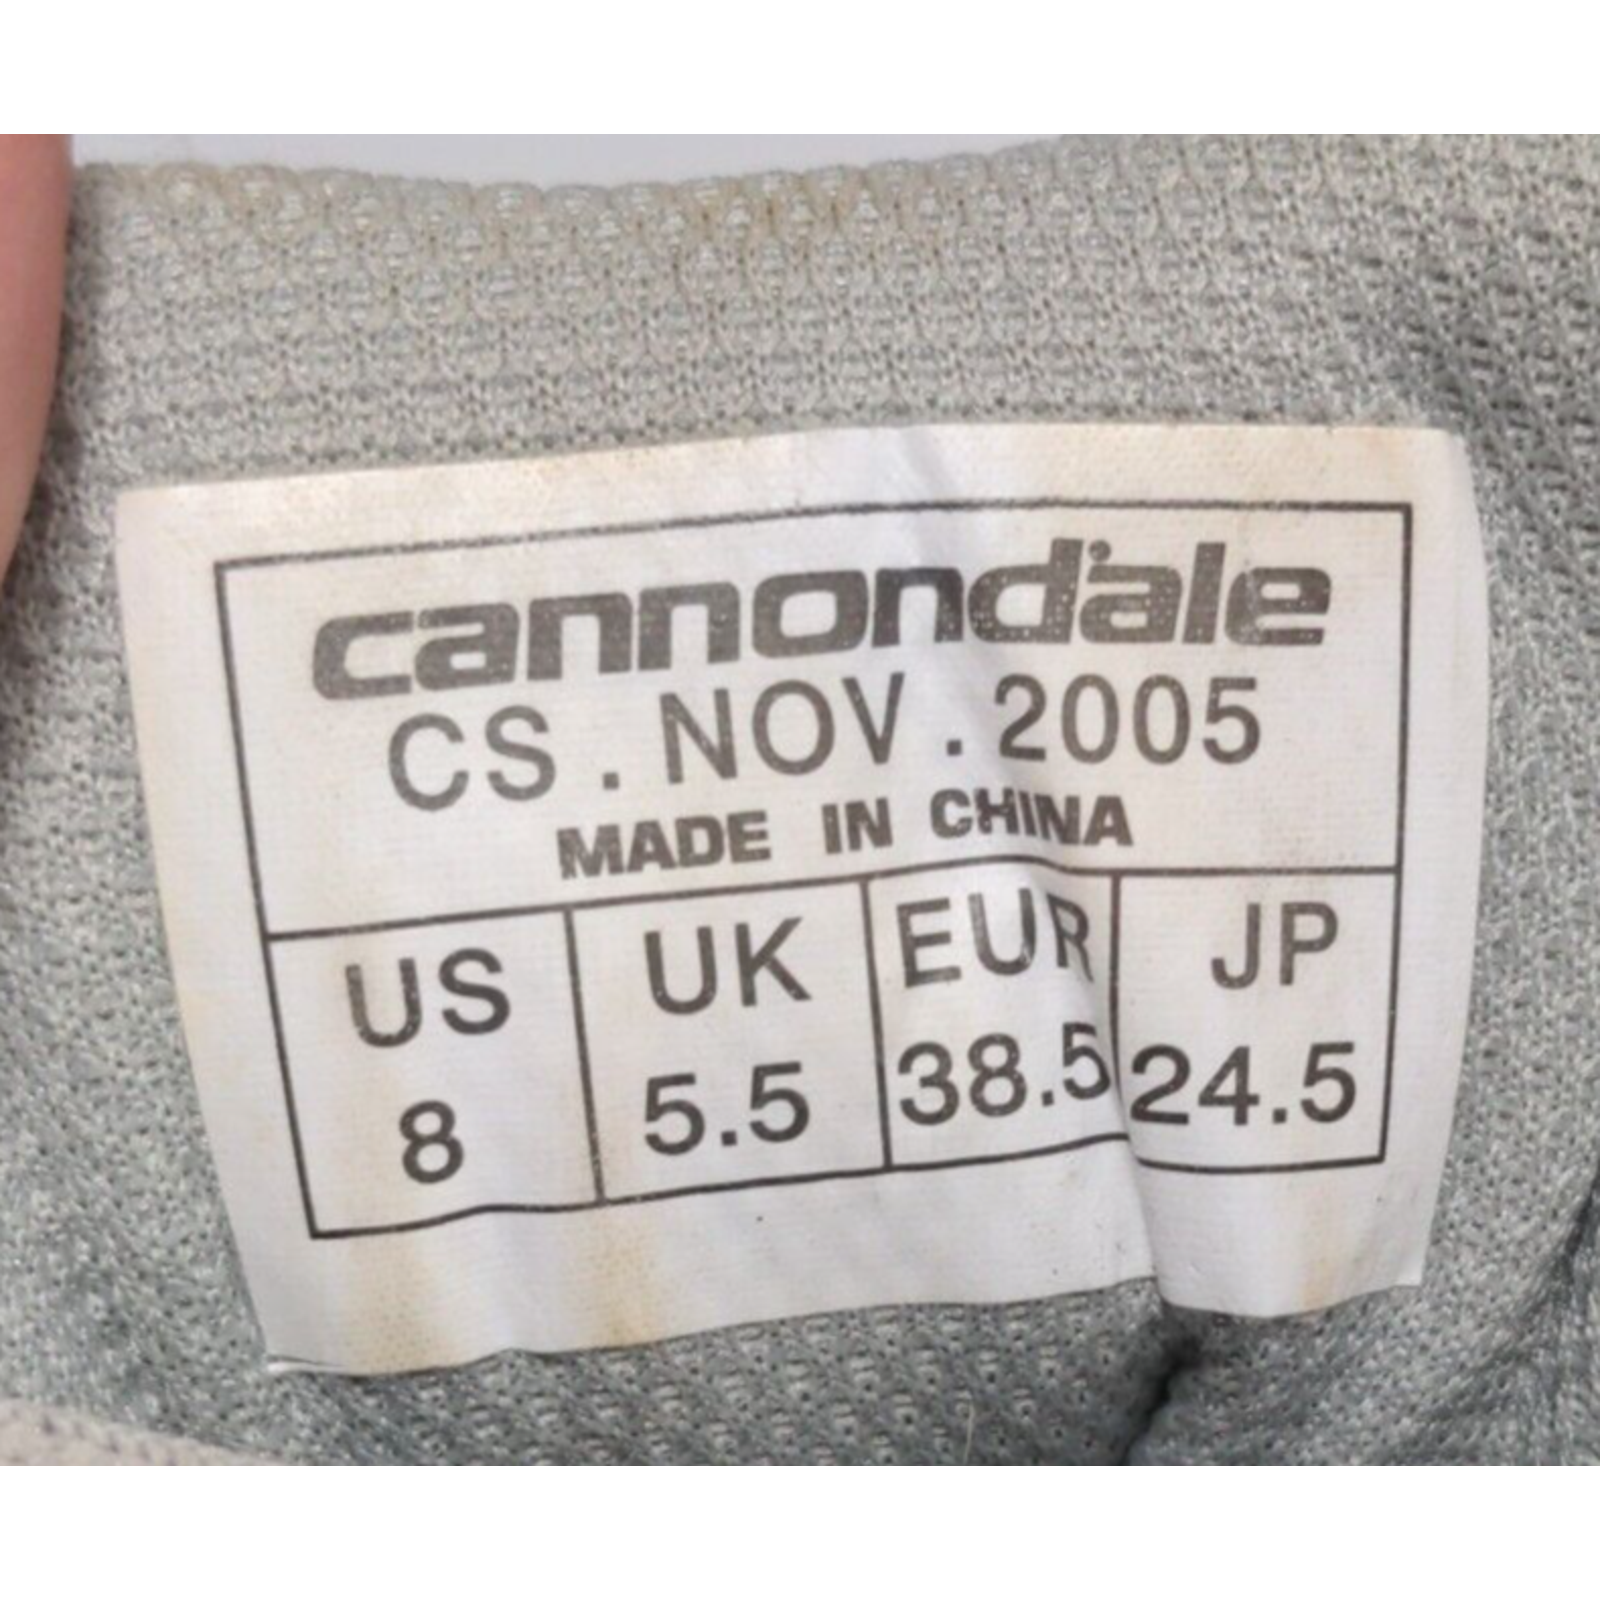 cannondale
CS.NOV.2005
MADE IN CHINA
US UK EUR JP
8 5.5 38.5 24.5